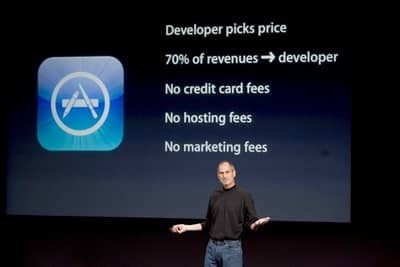 Developer picks price
70% of revenues ➔ developer
No credit card fees
No hosting fees
No marketing fees